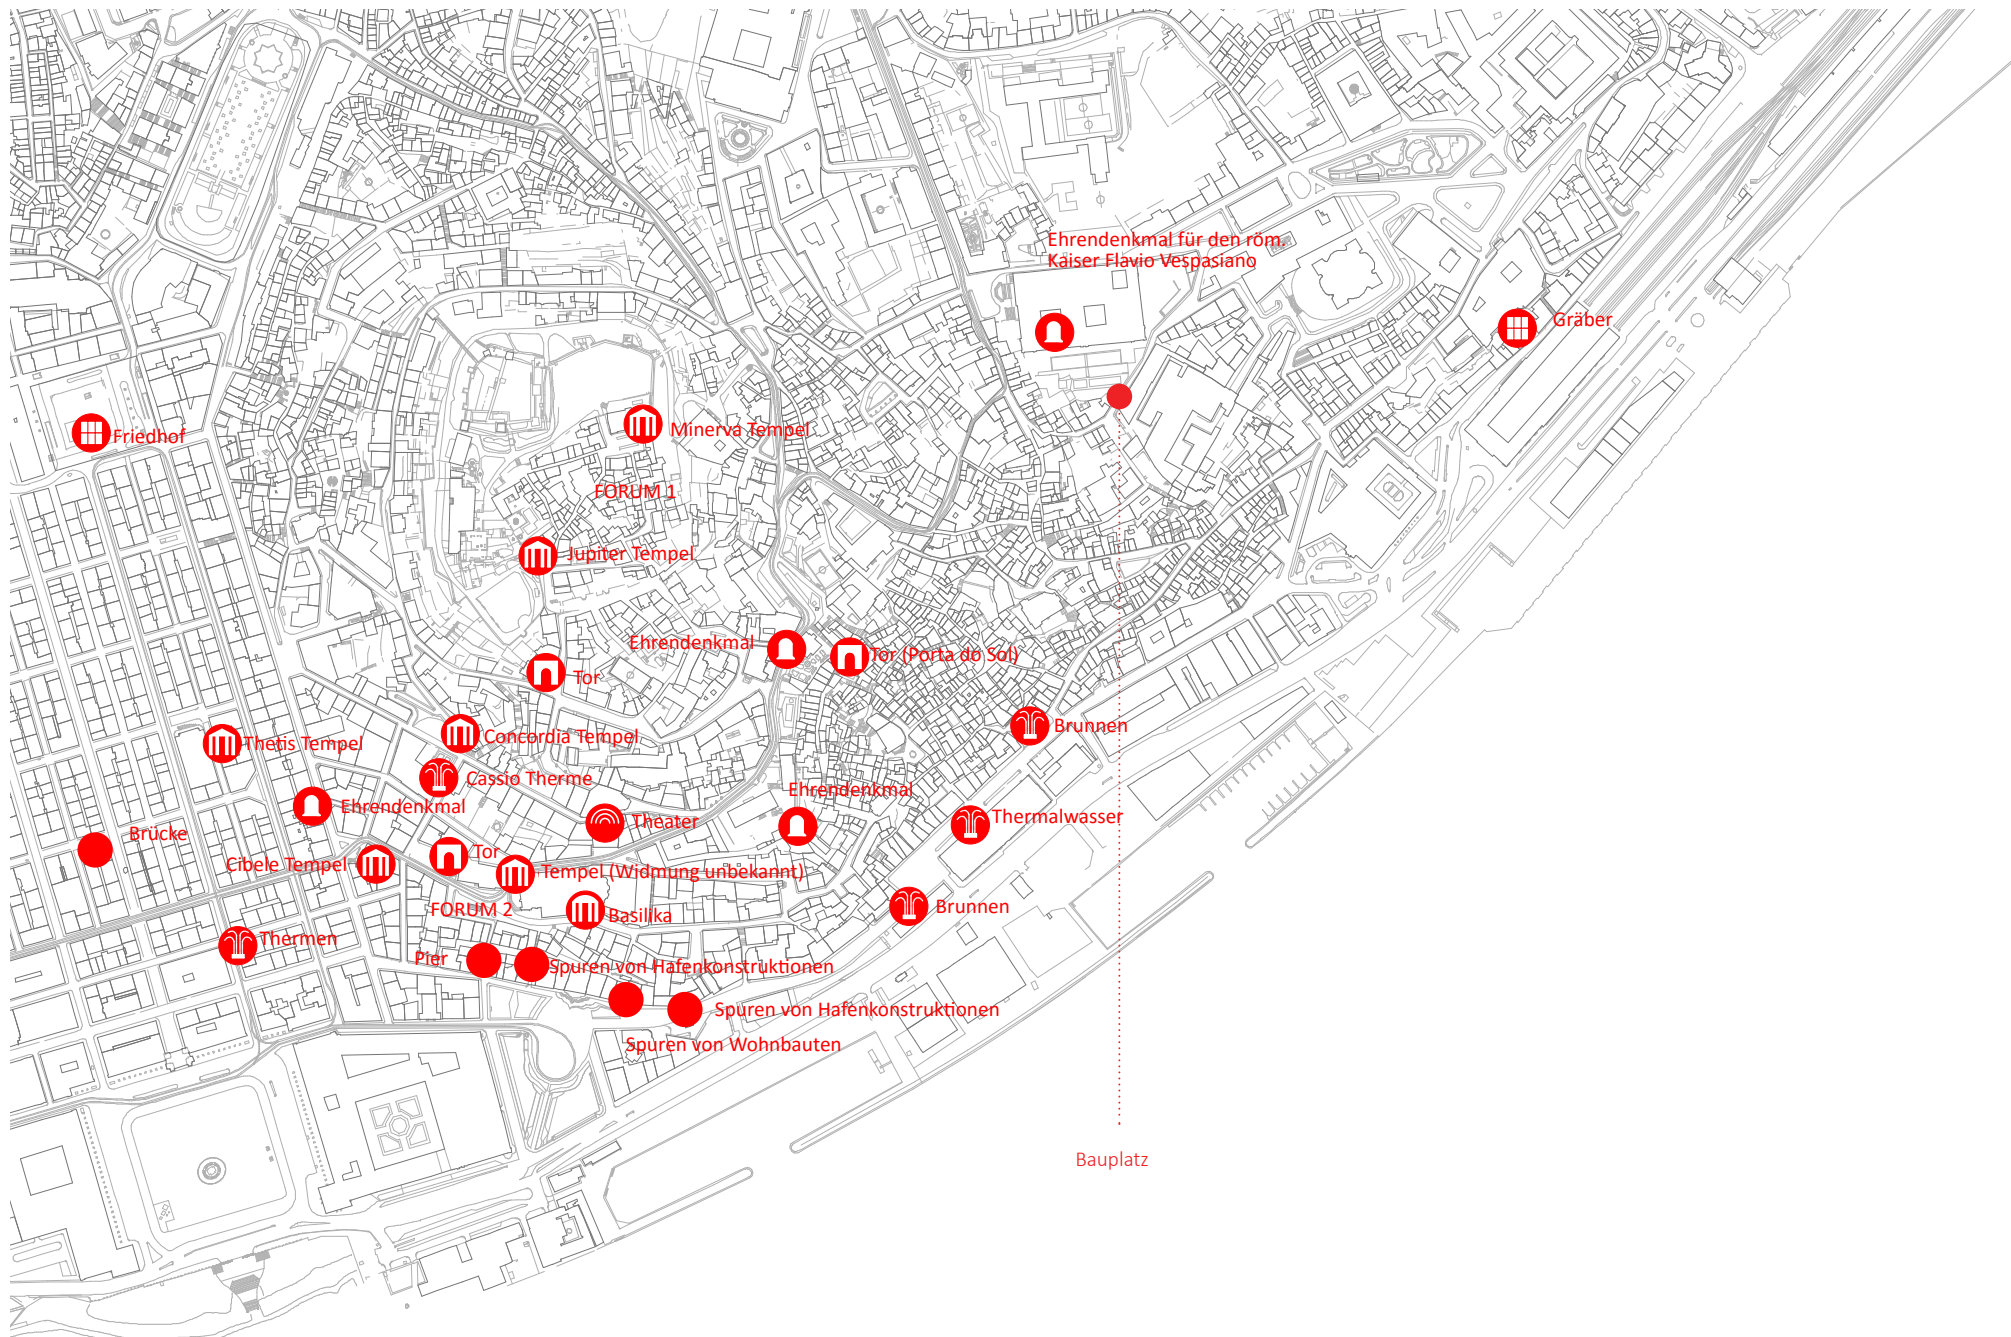 Ehrendenkmal für den röm.
Kaiser Flavio Vespasiano
Gräber
Friedhof
Minerva Tempel
FORUM 1
Jupiter Tempel
Ehrendenkmal
Tor (Porta do Sol)
Tor
Brunnen
Concordia Tempel
Thetis Tempel
Cassio Therme
Ehrendenkmal
Ehrendenkmal
Thermalwasser
Theater
Brücke
Tor
Cibele Tempel
Tempel (Widmung unbekannt)
FORUM 2
Basilika
Brunnen
Thermen
Pier
Spuren von Hafenkonstruktionen
Spuren von Hafenkonstruktionen
Spuren von Wohnbauten
Bauplatz